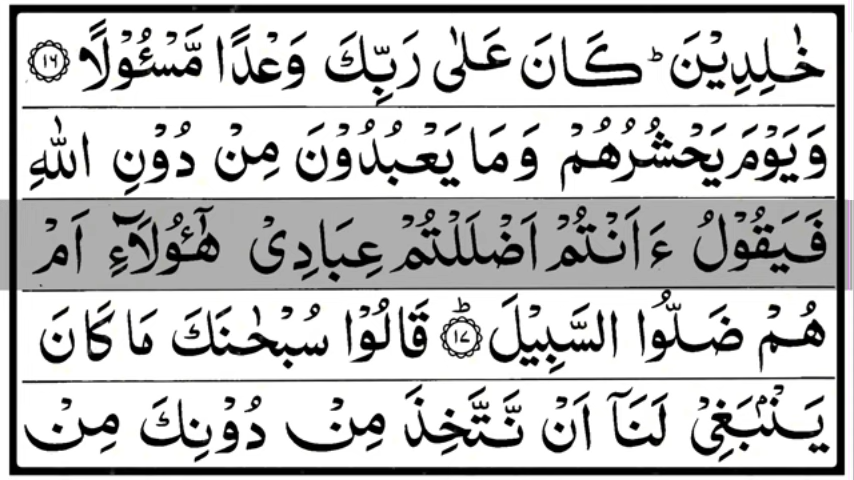 خٰلِدِيْنَ ؕ كَانَ عَلٰى رَبِّكَ وَعْدًا مَّسْـُٔوْلًا ۝۱۶
وَيَوْمَ يَحْشُرُهُمْ وَمَا يَعْبُدُوْنَ مِنْ دُوْنِ اللّٰهِ
فَيَقُوْلُ ءَاَنْتُمْ اَضْلَلْتُمْ عِبَادِيْ هٰٓؤُلَآءِ اَمْ
هُمْ ضَلُّوا السَّبِيْلَ ؕ ۝۱۷ قَالُوْا سُبْحٰنَكَ مَا كَانَ
يَنْۢبَغِيْ لَنَاۤ اَنْ نَّتَّخِذَ مِنْ دُوْنِكَ مِنْ